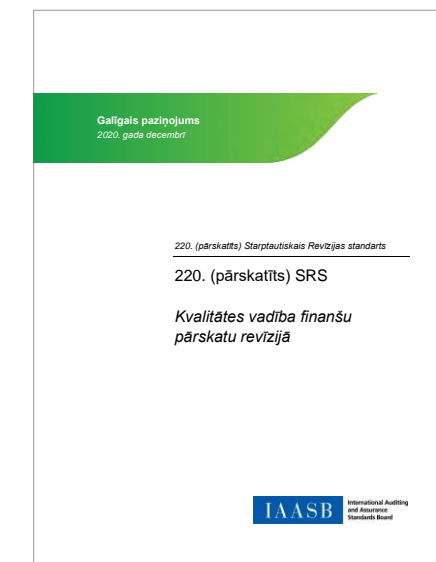 Galīgais paziņojums
2020. gada decembrī
220. (pārskatīts) Starptautiskais Revīzijas standarts
220. (pārskatīts) SRS
Kvalitātes vadība finanšu
pārskatu revīzijā
IAASB
International Auditing
and Assurance
Standards Board